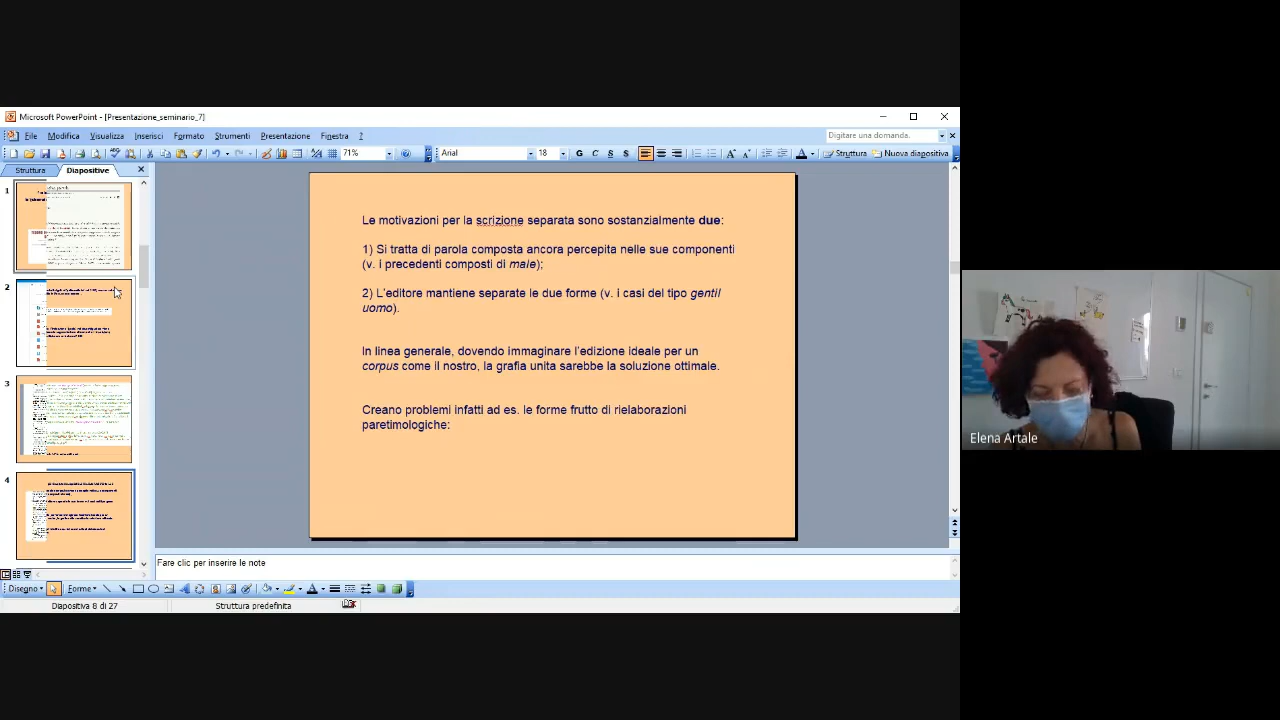 Microsoft PowerPoint - [Presentazione_seminario_7]
File Modifica Visualizza Inserisci Formato Strumenti Presentazione Finestra ?
Digitare una domanda.
71%
Arial
18
G C S S
Struttura
Nuova diapositiva
Struttura Diapositive
1
2
3
4
Le motivazioni per la scrizione separata sono sostanzialmente due:
1) Si tratta di parola composta ancora percepita nelle sue componenti
(v. i precedenti composti di male);
2) L'editore mantiene separate le due forme (v. i casi del tipo gentil
uomo).
In linea generale, dovendo immaginare l'edizione ideale per un
corpus come il nostro, la grafia unita sarebbe la soluzione ottimale.
Creano problemi infatti ad es. le forme frutto di rielaborazioni
paretimologiche:
Elena Artale
Fare clic per inserire le note
Disegno Forme
Diapositiva 8 di 27
Struttura predefinita